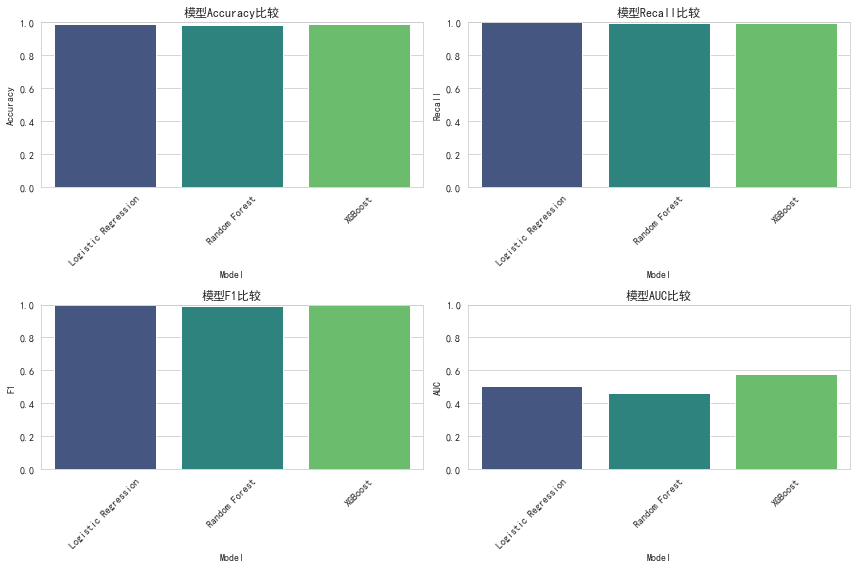 模型Accuracy比较
1.0
0.8
0.6
0.4
0.2
0.0
Accuracy
Logistic Regression
Random Forest
XGBoost
Model
模型Recall比较
1.0
0.8
0.6
0.4
0.2
0.0
Recall
Logistic Regression
Random Forest
XGBoost
Model
模型F1比较
1.0
0.8
0.6
0.4
0.2
0.0
F1
Logistic Regression
Random Forest
XGBoost
Model
模型AUC比较
1.0
0.8
0.6
0.4
0.2
0.0
AUC
Logistic Regression
Random Forest
XGBoost
Model